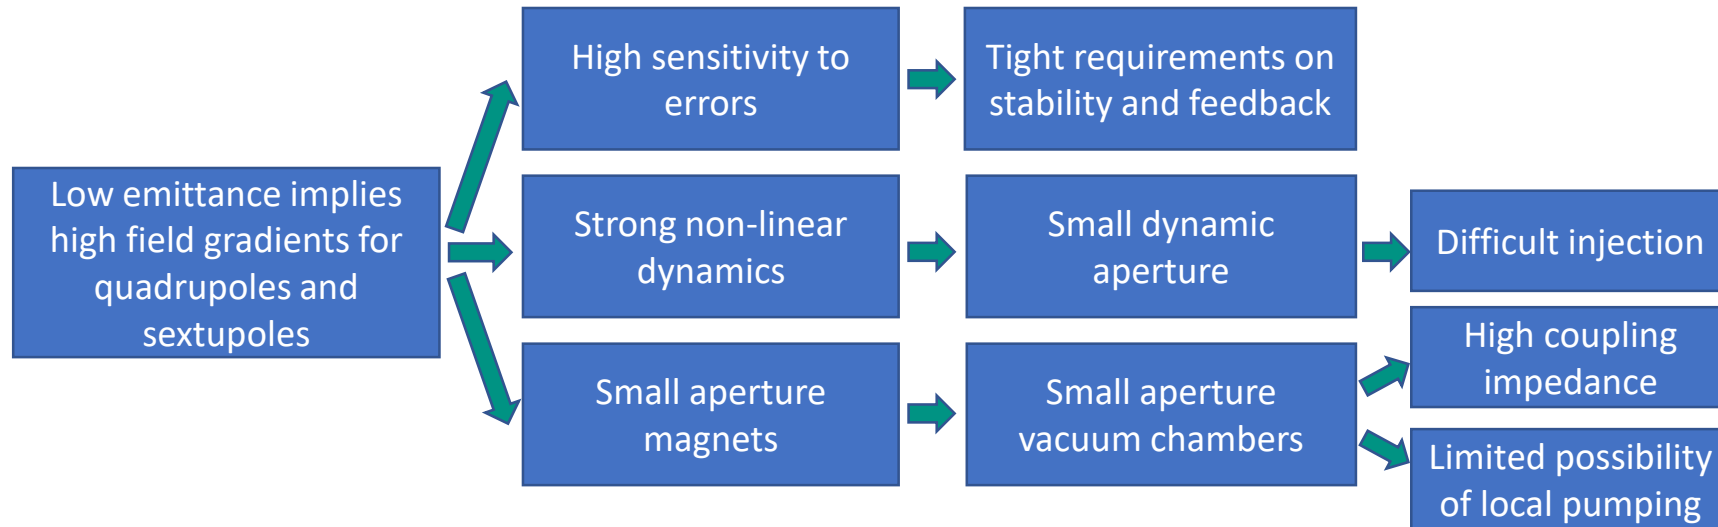 Low emittance implies
high field gradients for
quadrupoles and
sextupoles
High sensitivity to
errors
Tight requirements on
stability and feedback
Strong non-linear
dynamics
Small dynamic
aperture
Difficult injection
Small aperture
magnets
Small aperture
vacuum chambers
High coupling
impedance
Limited possibility
of local pumping